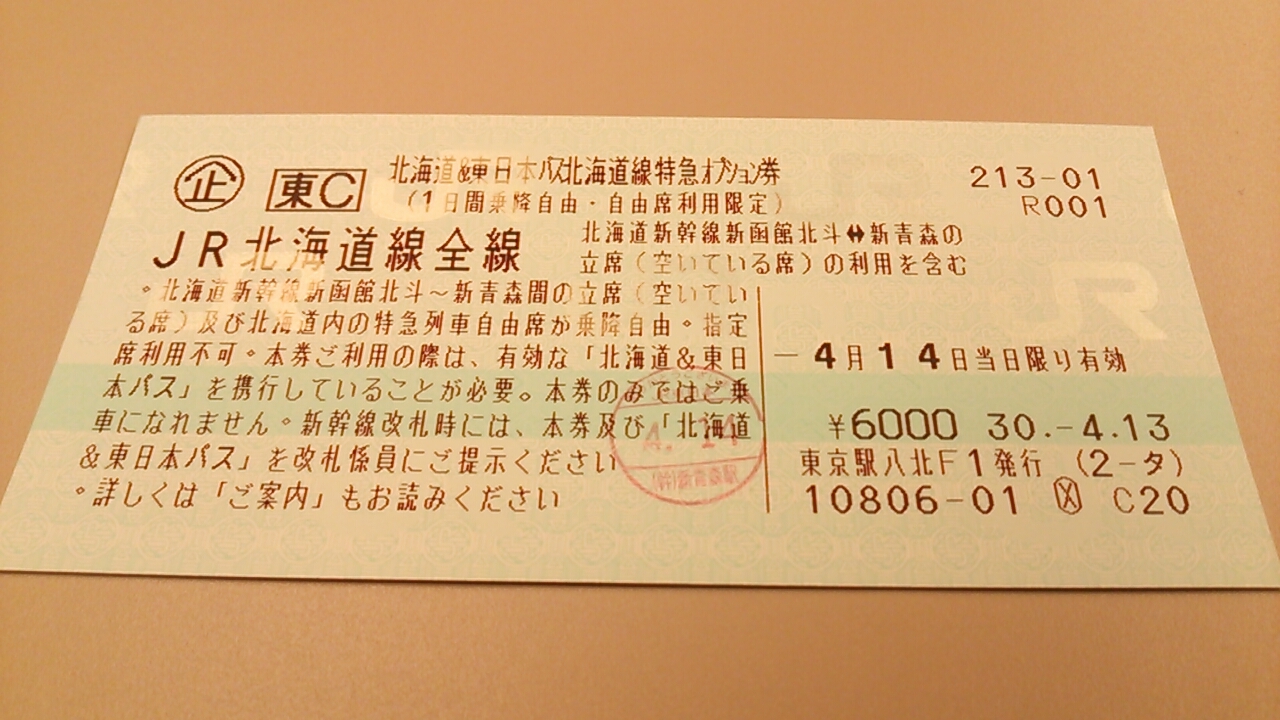 企 東C 北海道&東日本パス北海道線特急オプション券 213-01
(1日間乗降自由・自由席利用限定) R001
JR北海道線全線 北海道新幹線新函館北斗↔新青森の
立席(空いている席)の利用を含む
。北海道新幹線新函館北斗~新青森間の立席(空いてい
る席)及び北海道内の特急列車自由席が乗降自由。指定
席利用不可。本券ご利用の際は、有効な「北海道&東日
本パス」を携行していることが必要。本券のみではご乗
車になれません。新幹線改札時には、本券及び「北海道
&東日本パス」を改札係員にご提示ください
。詳しくは「ご案内」もお読みください
-4月14日当日限り有効
¥6000 30.-4.13
東京駅八北F1発行 (2-タ)
10806-01 C20
4.14
(幹)新青森駅
JR